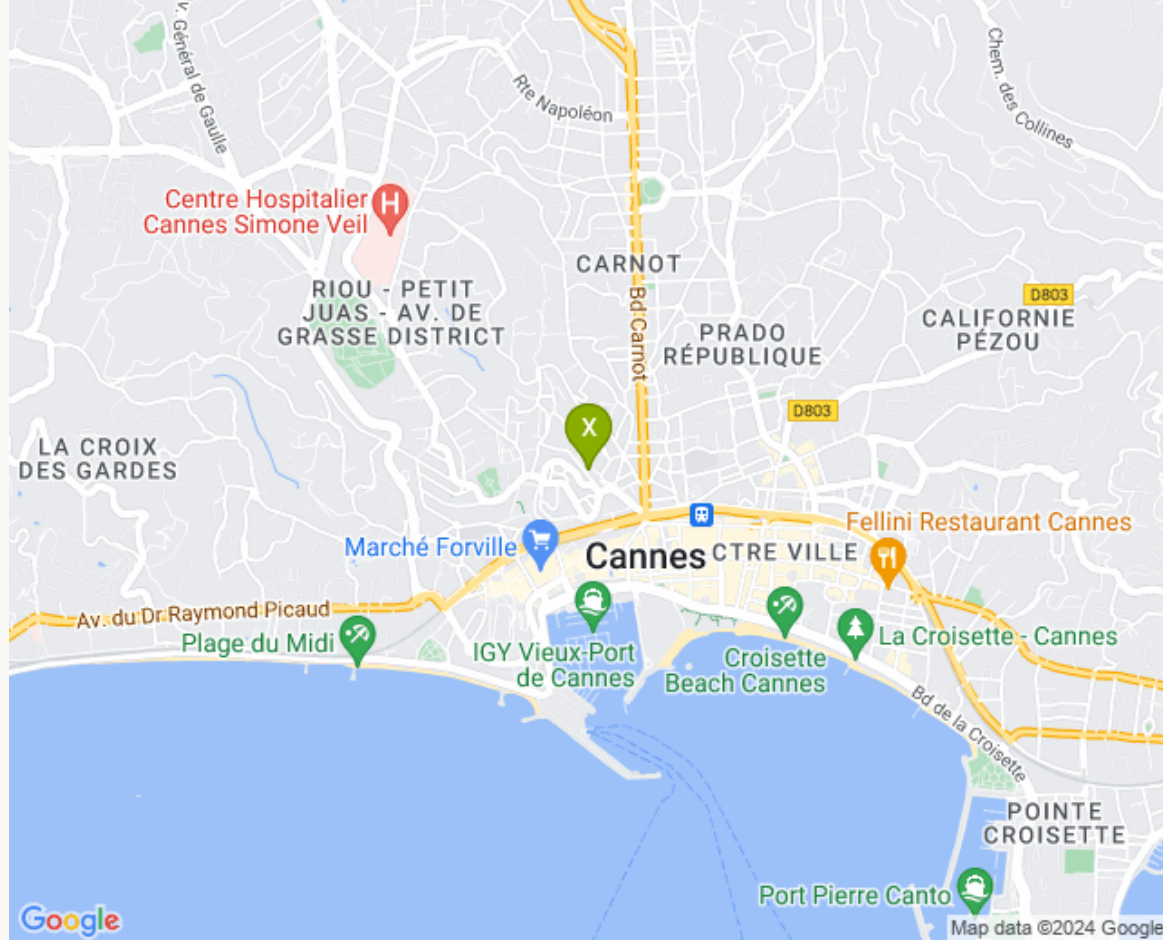 v. Général de Gaulle
Rte Napoléon
Chem. des Collines
Centre Hospitalier
Cannes Simone Veil
H
CARNOT
Bd Carnot
RIOU - PETIT
JUAS - AV. DE
GRASSE DISTRICT
D803
CALIFORNIE
PÉZOU
PRADO
RÉPUBLIQUE
D803
X
LA CROIX
DES GARDES
Fellini Restaurant Cannes
Marché Forville
Cannes
CTRE VILLE
Av. du Dr Raymond Picaud
Plage du Midi
IGY Vieux-Port
de Cannes
Croisette
Beach Cannes
La Croisette - Cannes
Bd de la Croisette
POINTE
CROISETTE
Port Pierre Canto
Google
Map data ©2024 Google